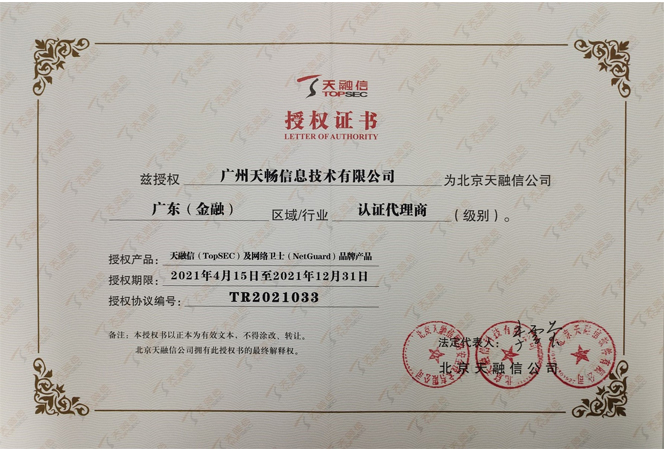 天融信
TOPSEC
授权证书
LETTER OF AUTHORITY
兹授权 广州天畅信息技术有限公司 为北京天融信公司
广东（金融） 区域/行业 认证代理商 （级别）。
授权产品： 天融信（TopSEC）及网络卫士（NetGuard）品牌产品
授权期限： 2021年4月15日至2021年12月31日
授权协议编号： TR2021033
备注：本授权书以正本为有效文本，不得涂改、转让。
北京天融信公司拥有此授权书的最终解释权。
法定代表人：
北京天融信公司